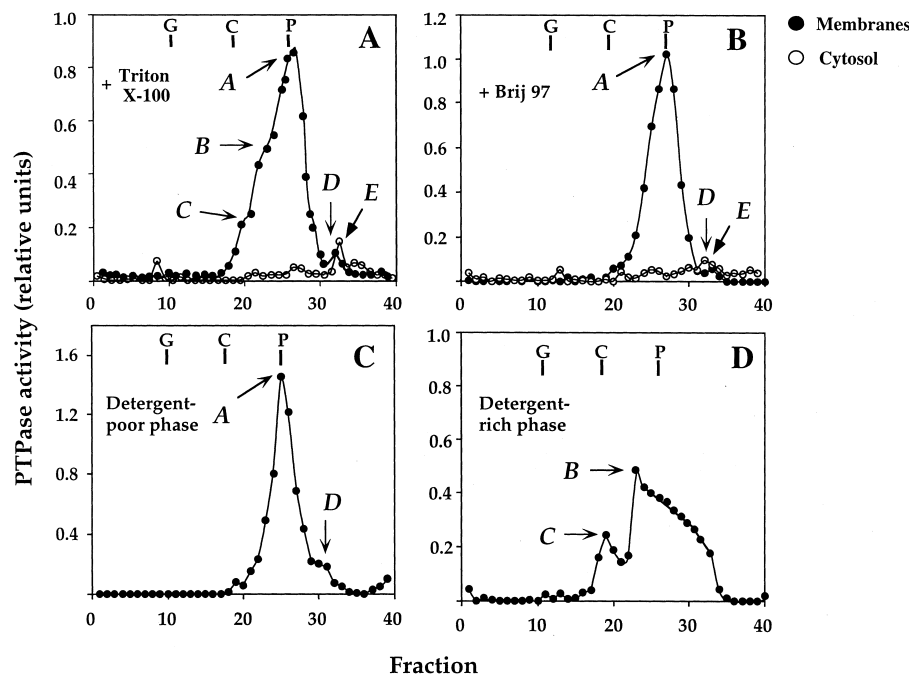 PTPase activity (relative units)
1.0
0.8
0.6
0.4
0.2
0
G C P
A
+ Triton
X-100
A
B
C
D
E
0 10 20 30 40
1.2
1.0
0.8
0.6
0.4
0.2
0
G C P
B
+ Brij 97
A
D
E
0 10 20 30 40
Membranes
Cytosol
1.6
1.2
1.8
0.4
0
G C P
C
Detergent-
poor phase
A
D
0 10 20 30 40
1.0
0.8
0.6
0.4
0.2
0
G C P
D
Detergent-
rich phase
B
C
0 10 20 30 40
Fraction